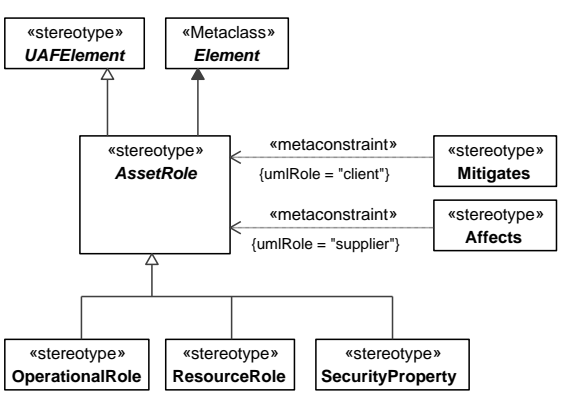 «stereotype»
UAFElement
«Metaclass»
Element
«stereotype»
AssetRole
«metaconstraint»
{umlRole = "client"}
«stereotype»
Mitigates
«metaconstraint»
{umlRole = "supplier"}
«stereotype»
Affects
«stereotype»
OperationalRole
«stereotype»
ResourceRole
«stereotype»
SecurityProperty